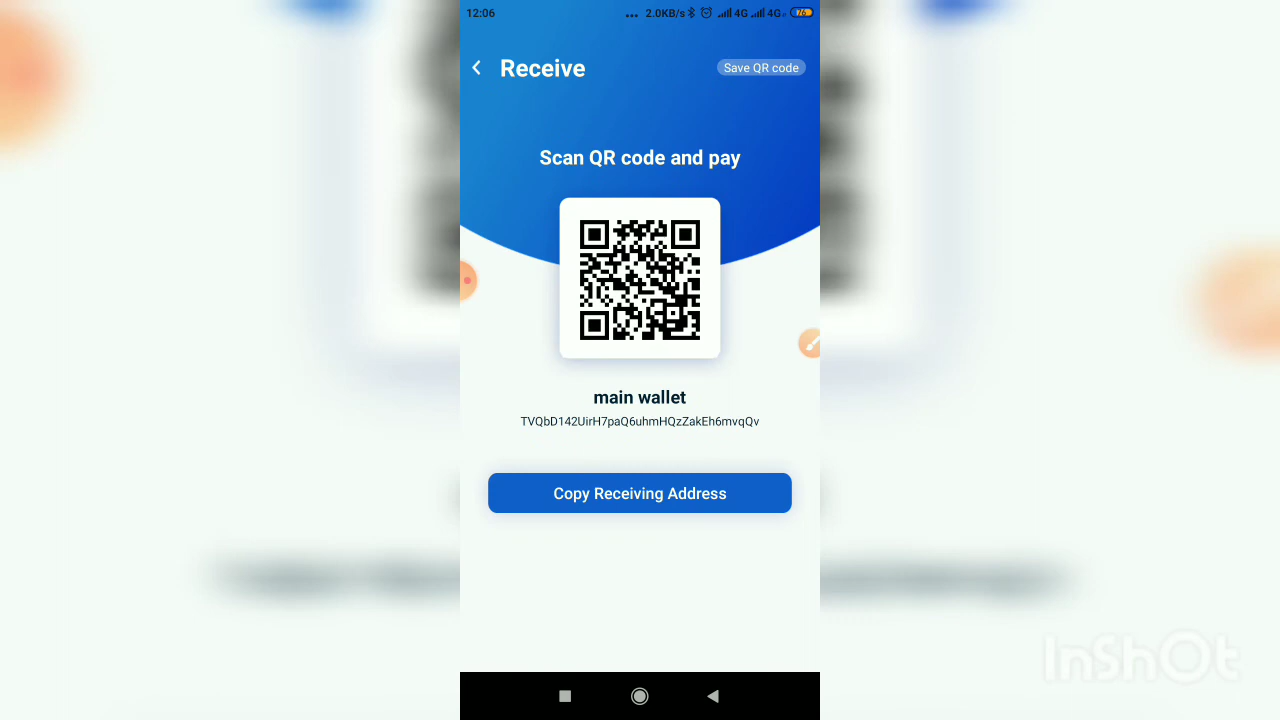 12:06
... 2.0KB/s 4G 4G 76
Receive
Save QR code
Scan QR code and pay
main wallet
TVQbD142UirH7paQ6uhmHQzZakEh6mvqQv
Copy Receiving Address
InShOt